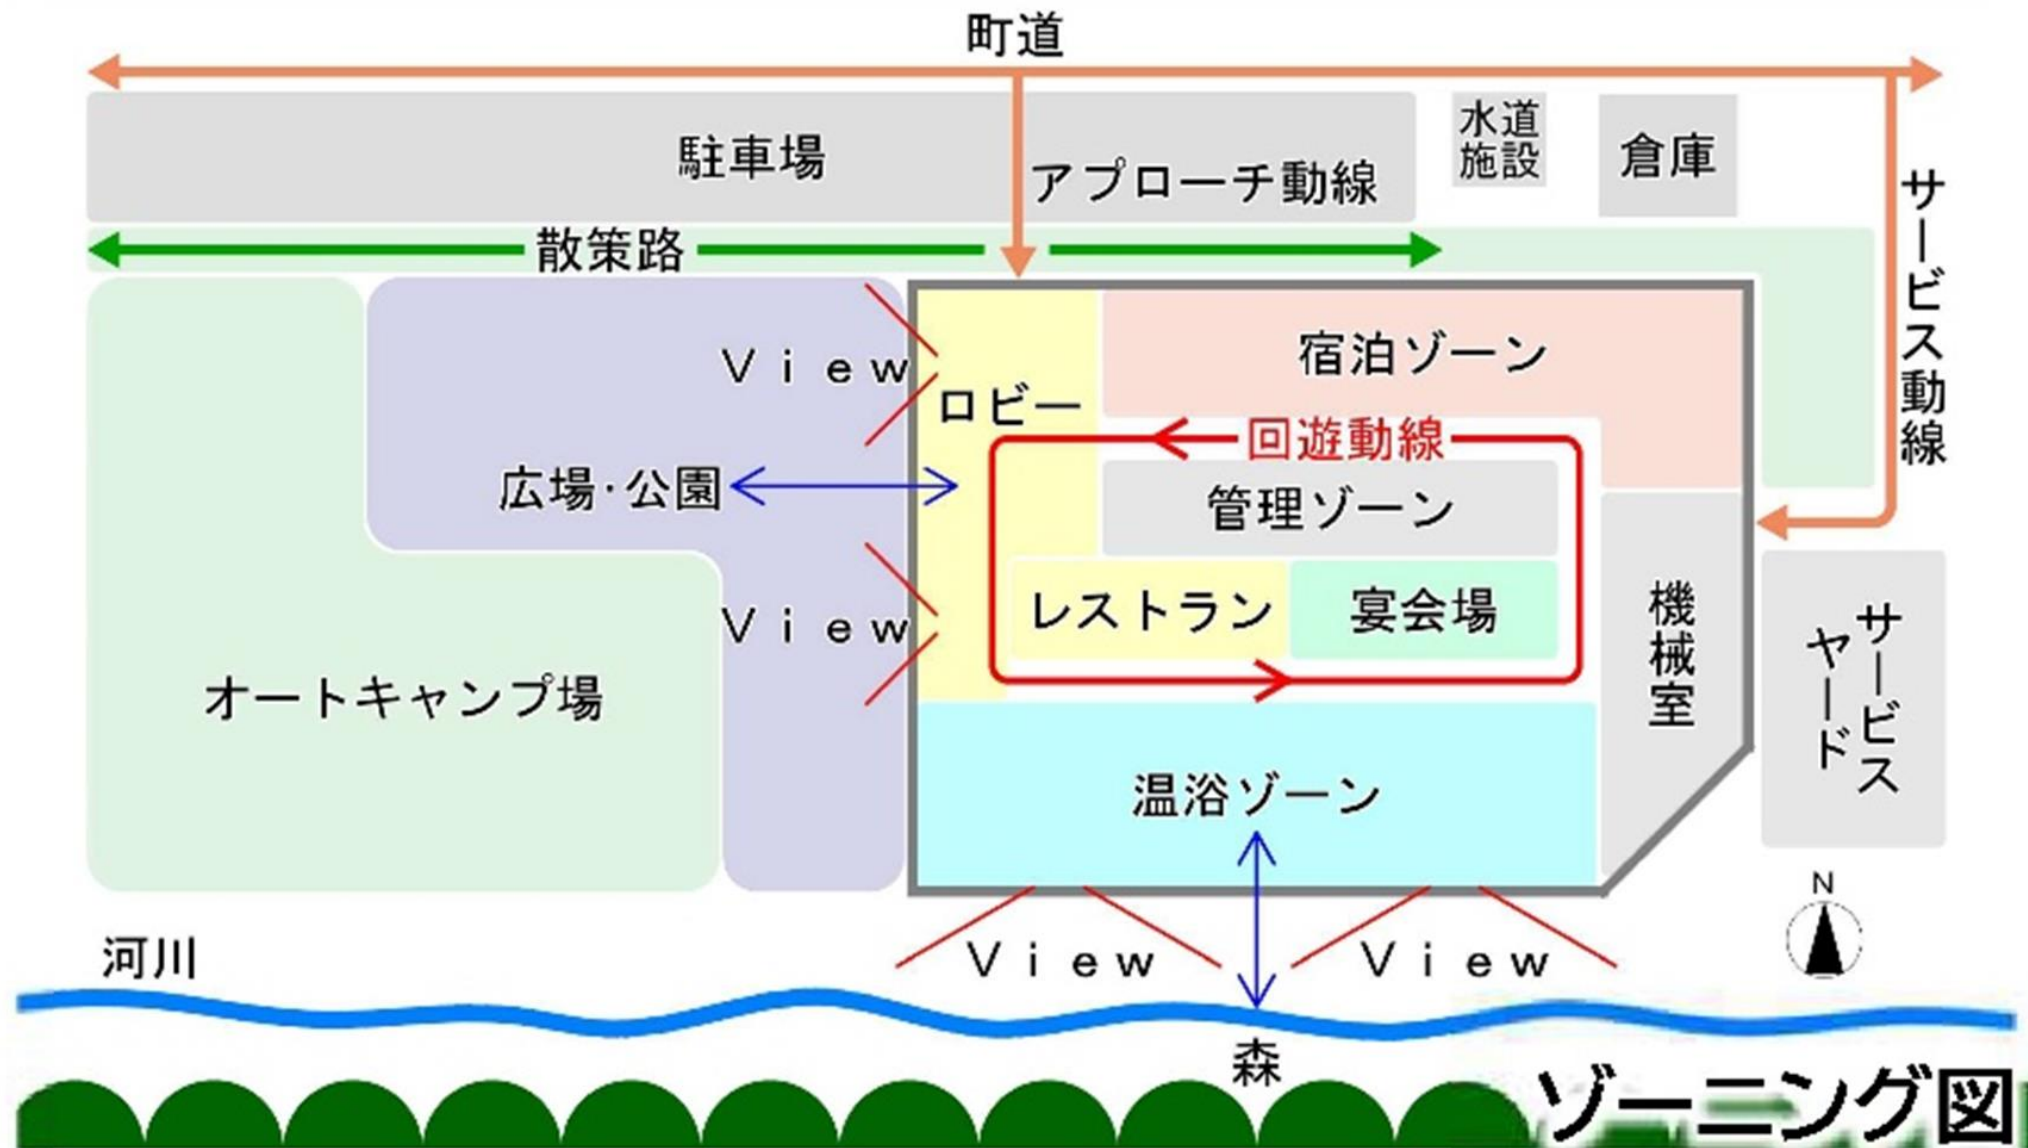 町道
駐車場
アプローチ動線
水道
施設
倉庫
サービス動線
散策路
View
ロビー
宿泊ゾーン
回遊動線
広場・公園
管理ゾーン
レストラン
宴会場
View
機械室
サービス
ヤード
オートキャンプ場
温浴ゾーン
N
河川
View
View
森
ゾーニング図